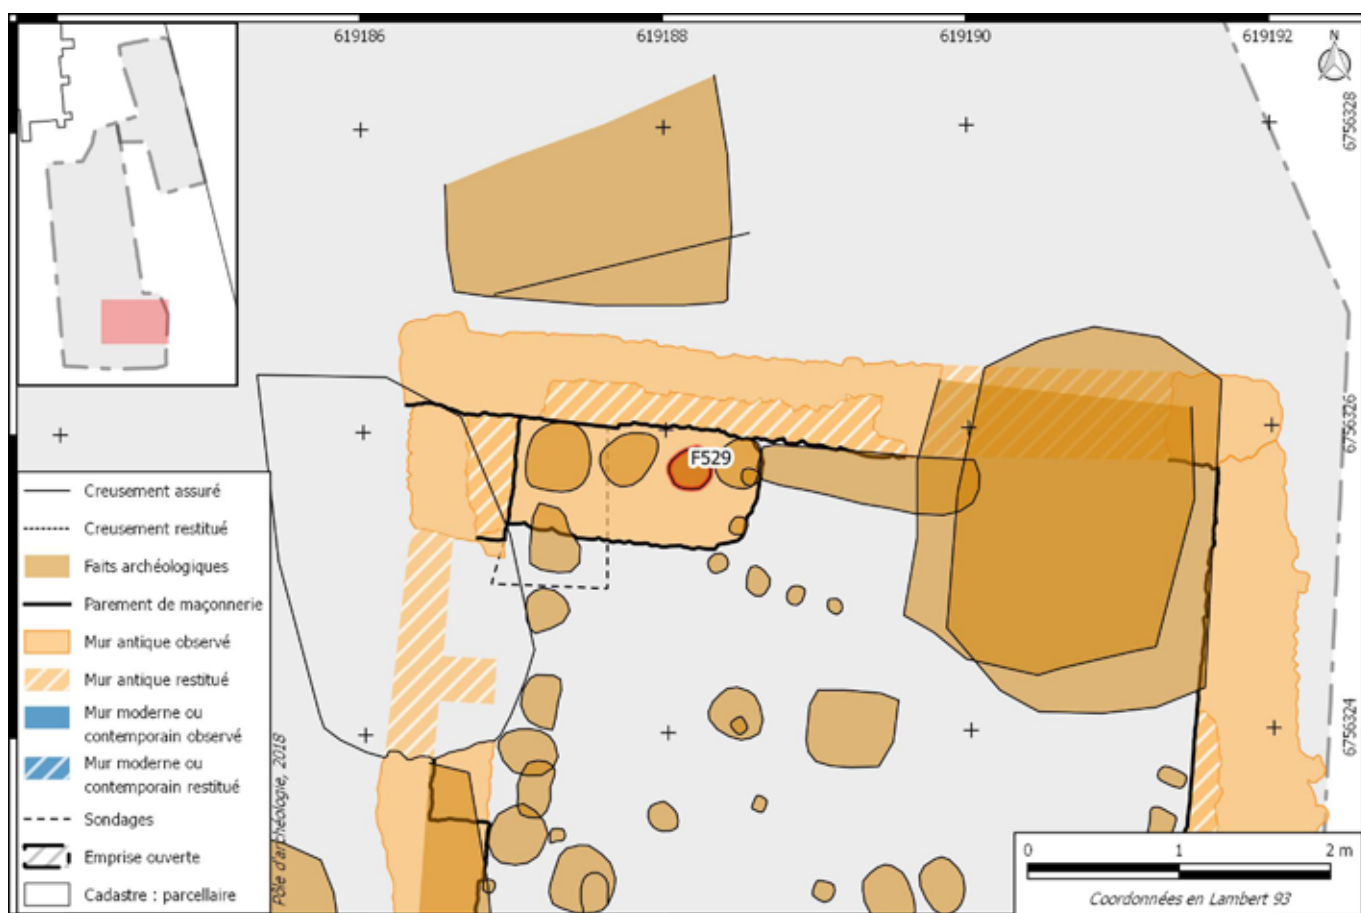 619186
619188
619190
619192
N
6756328
6756326
6756324
F529
Creusement assuré
Creusement restitué
Faits archéologiques
Parement de maçonnerie
Mur antique observé
Mur antique restitué
Mur moderne ou
contemporain observé
Mur moderne ou
contemporain restitué
Sondages
Emprise ouverte
Cadastre : parcellaire
Pôle d'archéologie, 2018
0
1
2 m
Coordonnées en Lambert 93